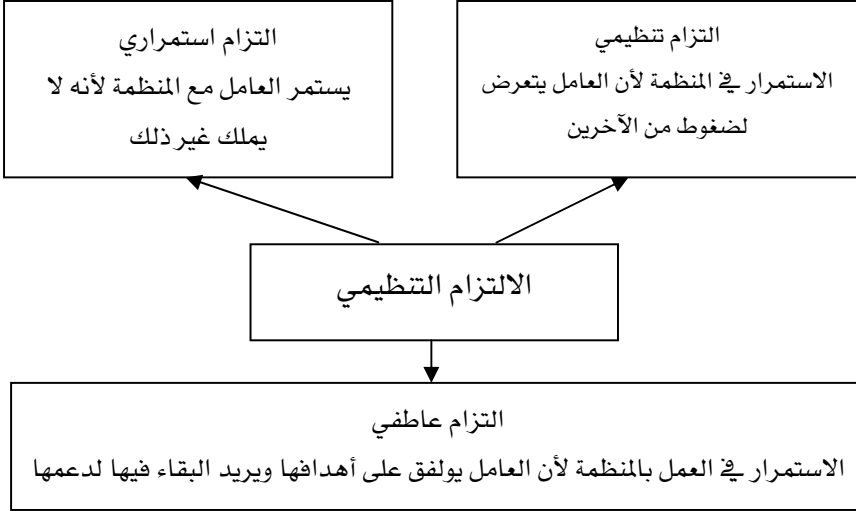 التزام تنظيمي
الاستمرار في المنظمة لأن العامل يتعرض
لضغوط من الآخرين
التزام استمراري
يستمر العامل مع المنظمة لأنه لا
يملك غير ذلك
الالتزام التنظيمي
التزام عاطفي
الاستمرار في العمل بالمنظمة لأن العامل يولفق على أهدافها ويريد البقاء فيها لدعمها